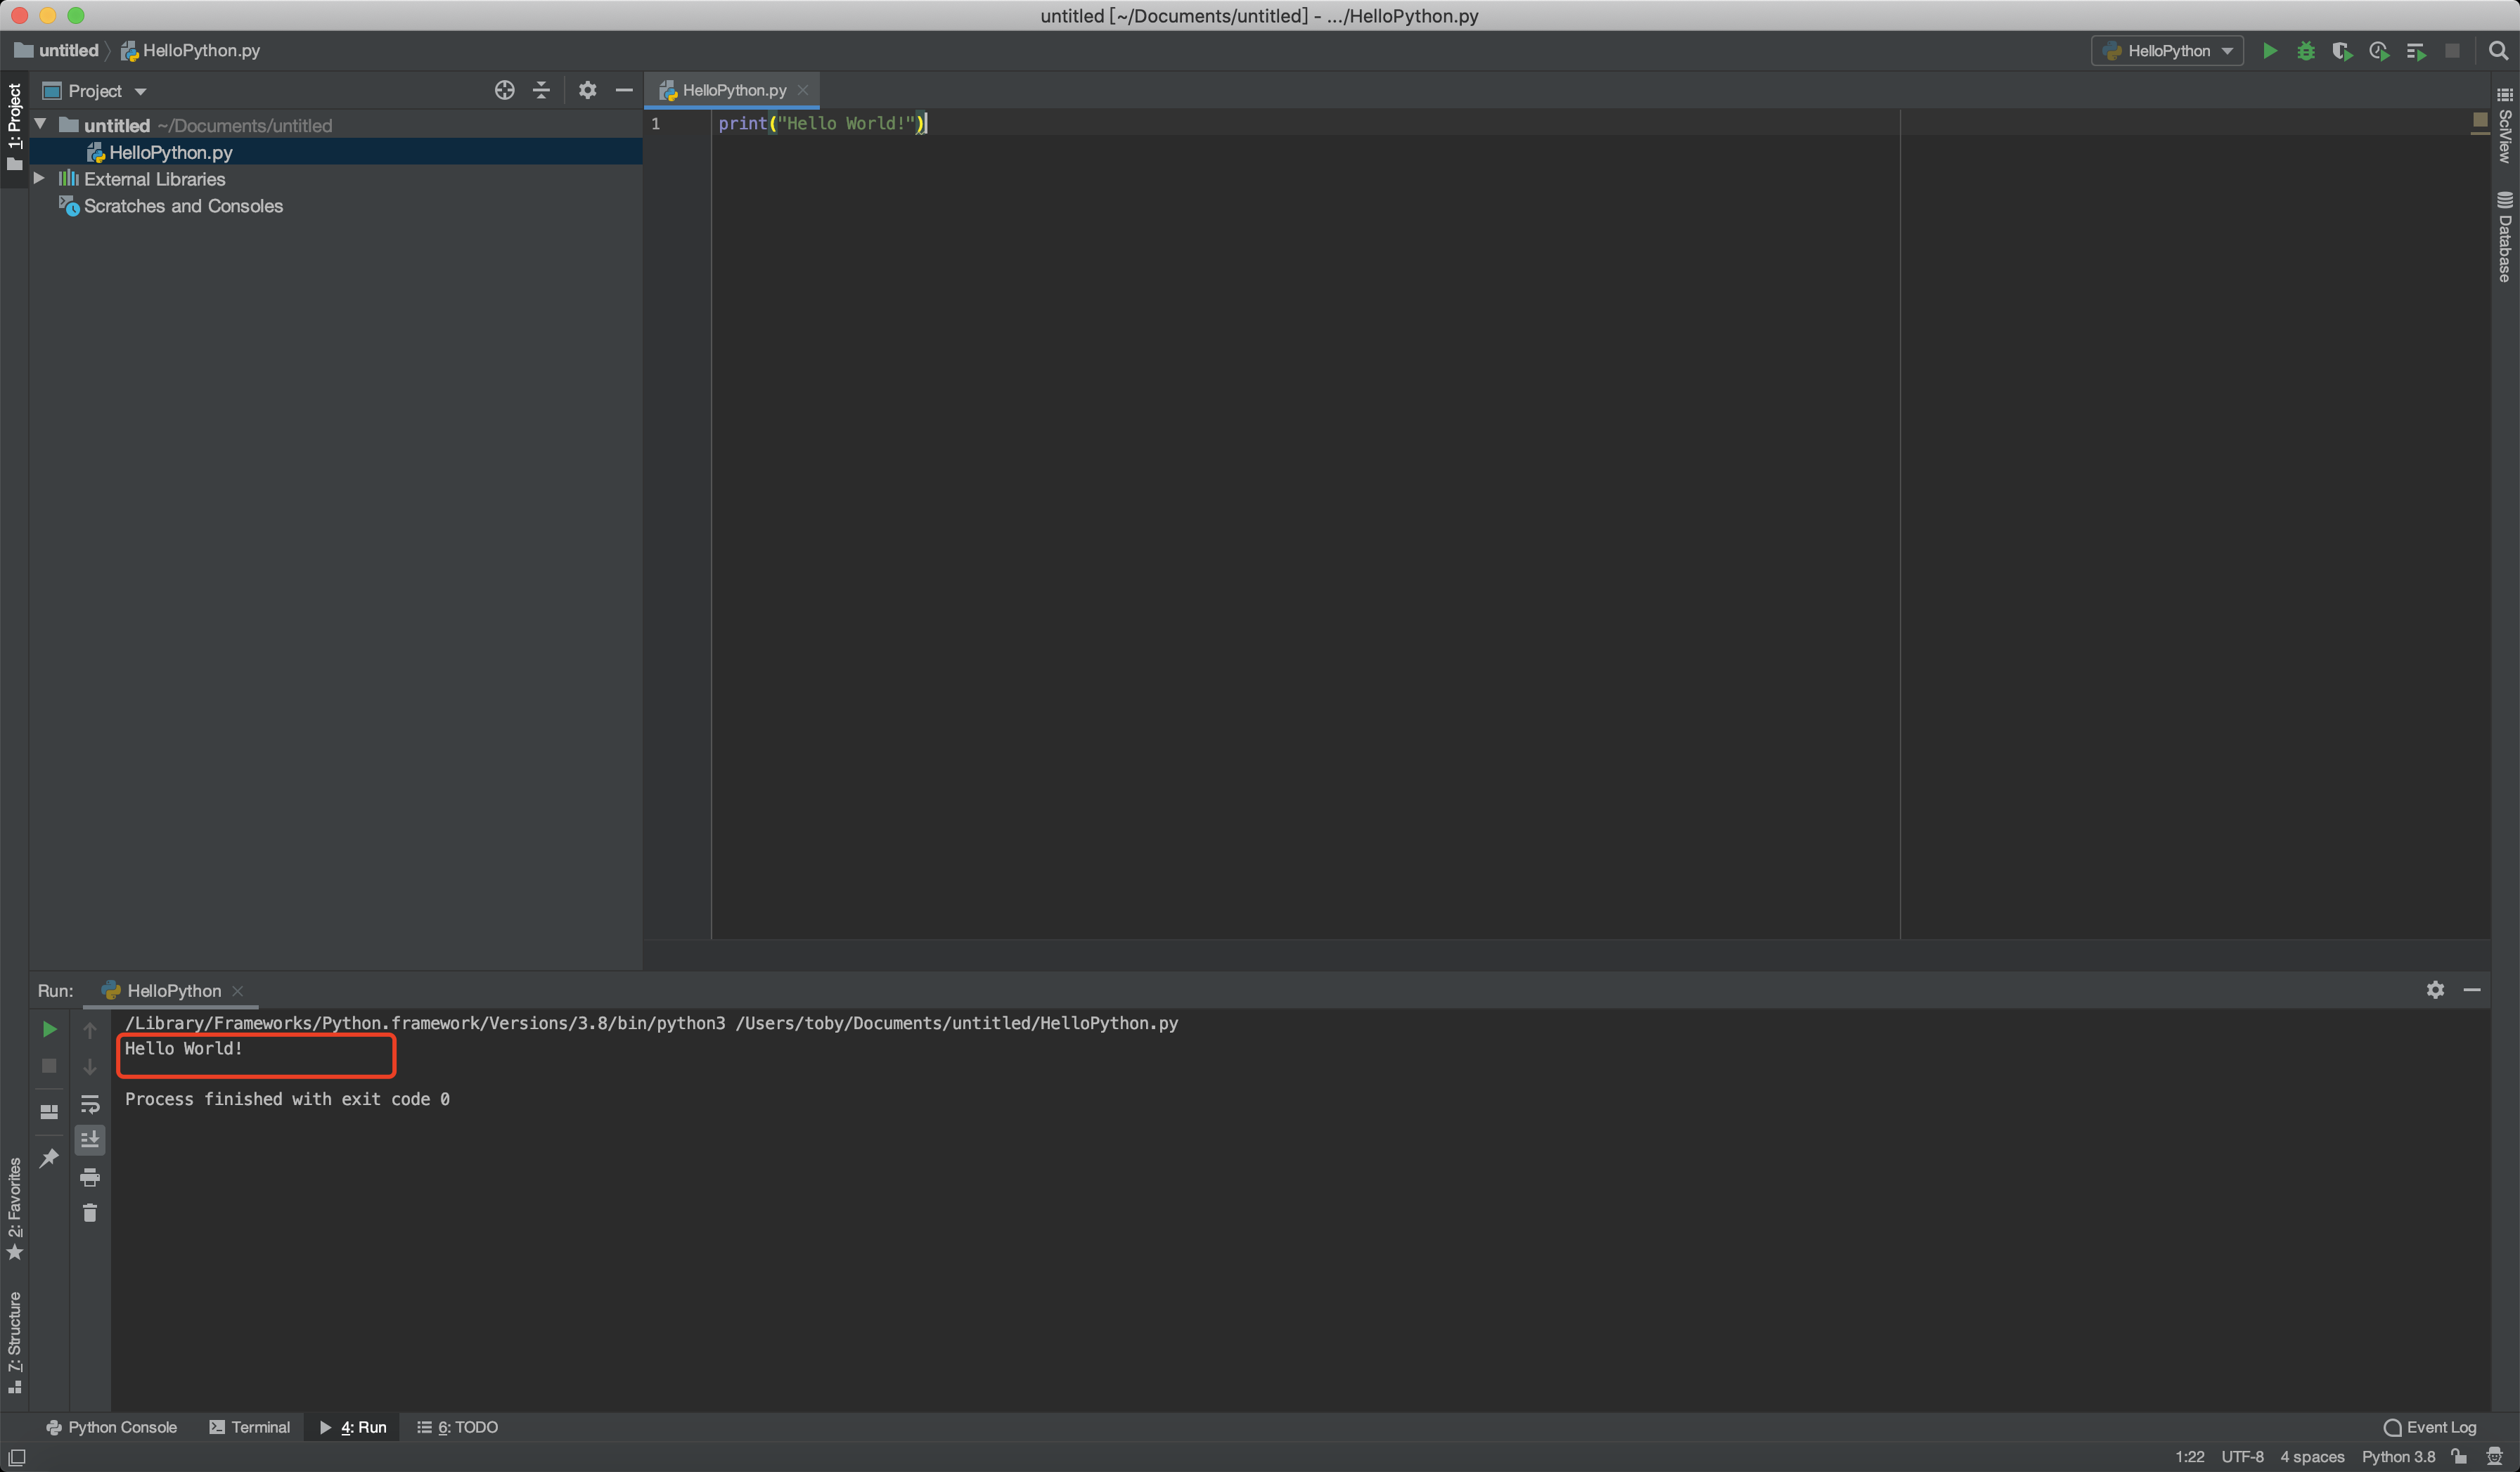 untitled [~/Documents/untitled] - .../HelloPython.py
untitled HelloPython.py
HelloPython
1: Project
Project
HelloPython.py
untitled ~/Documents/untitled
HelloPython.py
External Libraries
Scratches and Consoles
1 print("Hello World!")
SciView
Database
Run: HelloPython
/Library/Frameworks/Python.framework/Versions/3.8/bin/python3 /Users/toby/Documents/untitled/HelloPython.py
Hello World!
Process finished with exit code 0
2: Favorites
7: Structure
Python Console Terminal 4: Run 6: TODO Event Log
1:22 UTF-8 4 spaces Python 3.8